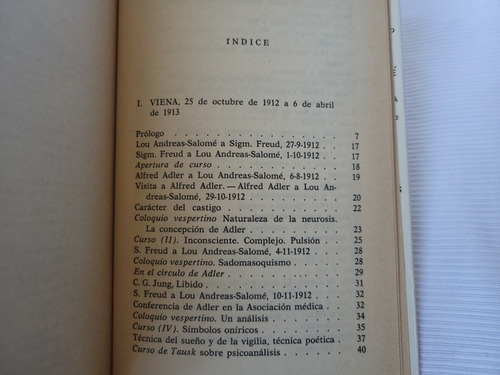 INDICE
I. VIENA, 25 de octubre de 1912 a 6 de abril
de 1913
Prólogo . . . . . . . . . . . . . 7
Lou Andreas-Salomé a Sigm. Freud, 27-9-1912 . . 17
Sigm. Freud a Lou Andreas-Salomé, 1-10-1912 . . 17
Apertura de curso . . . . . . . . . . 18
Alfred Adler a Lou Andreas-Salomé, 6-8-1912 . . 19
Visita a Alfred Adler. — Alfred Adler a Lou An-
dreas-Salomé, 29-10-1912 . . . . . . . . 20
Carácter del castigo . . . . . . . . . . 22
Coloquio vespertino Naturaleza de la neurosis.
La concepción de Adler . . . . . . . . 23
Curso (II). Inconsciente. Complejo. Pulsión . . 25
S. Freud a Lou Andreas-Salomé, 4-11-1912 . . . 28
Coloquio vespertino. Sadomasoquismo . . . . 28
En el círculo de Adler . . . . . . . . . 29
C. G. Jung, Libido . . . . . . . . . . 31
S. Freud a Lou Andreas-Salomé, 10-11-1912 . . . 32
Conferencia de Adler en la Asociación médica . . 32
Coloquio vespertino. Un análisis . . . . . . 34
Curso (IV). Símbolos oníricos . . . . . . . 35
Técnica del sueño y de la vigilia, técnica poética . 37
Curso de Tausk sobre psicoanálisis . . . . . 40